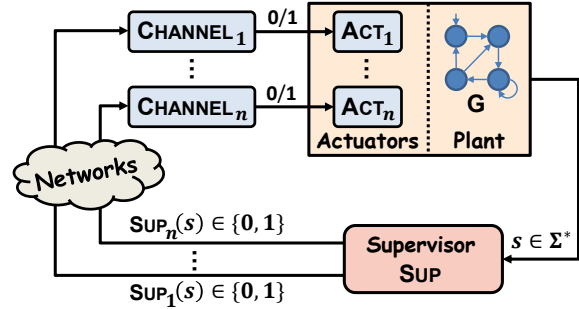 CHANNEL₁
0/1
ACT₁
⋮
⋮
CHANNELₙ
0/1
ACTₙ
G
Actuators
Plant
Networks
SUPₙ(s) ∈ {0, 1}
⋮
SUP₁(s) ∈ {0, 1}
Supervisor
SUP
s ∈ Σ*